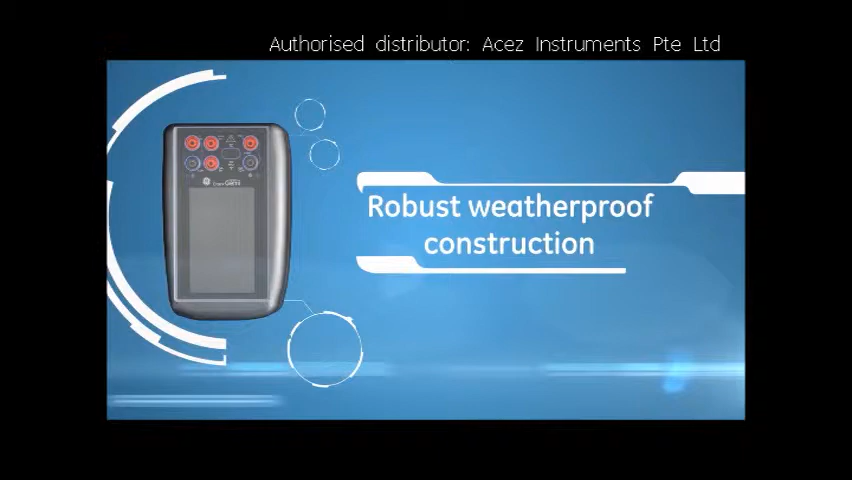 Authorised distributor: Acez Instruments Pte Ltd
Robust weatherproof
construction